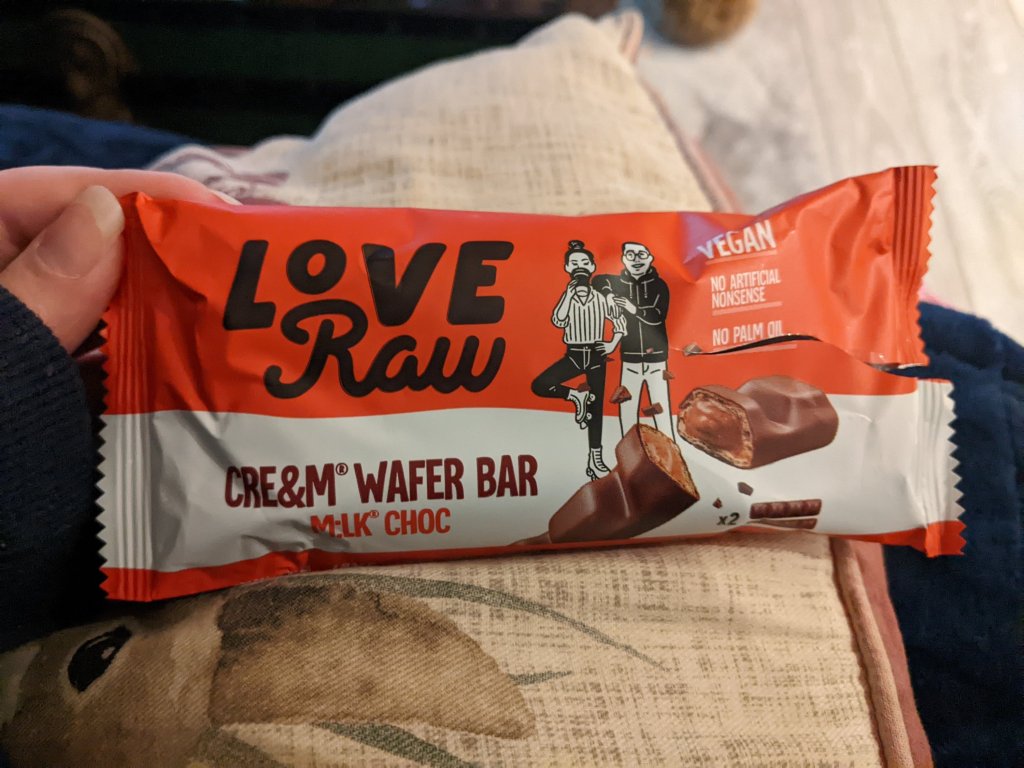 LOVE
Raw
VEGAN
NO ARTIFICIAL
NONSENSE
NO PALM OIL
CRE&M® WAFER BAR
M:LK® CHOC
x2